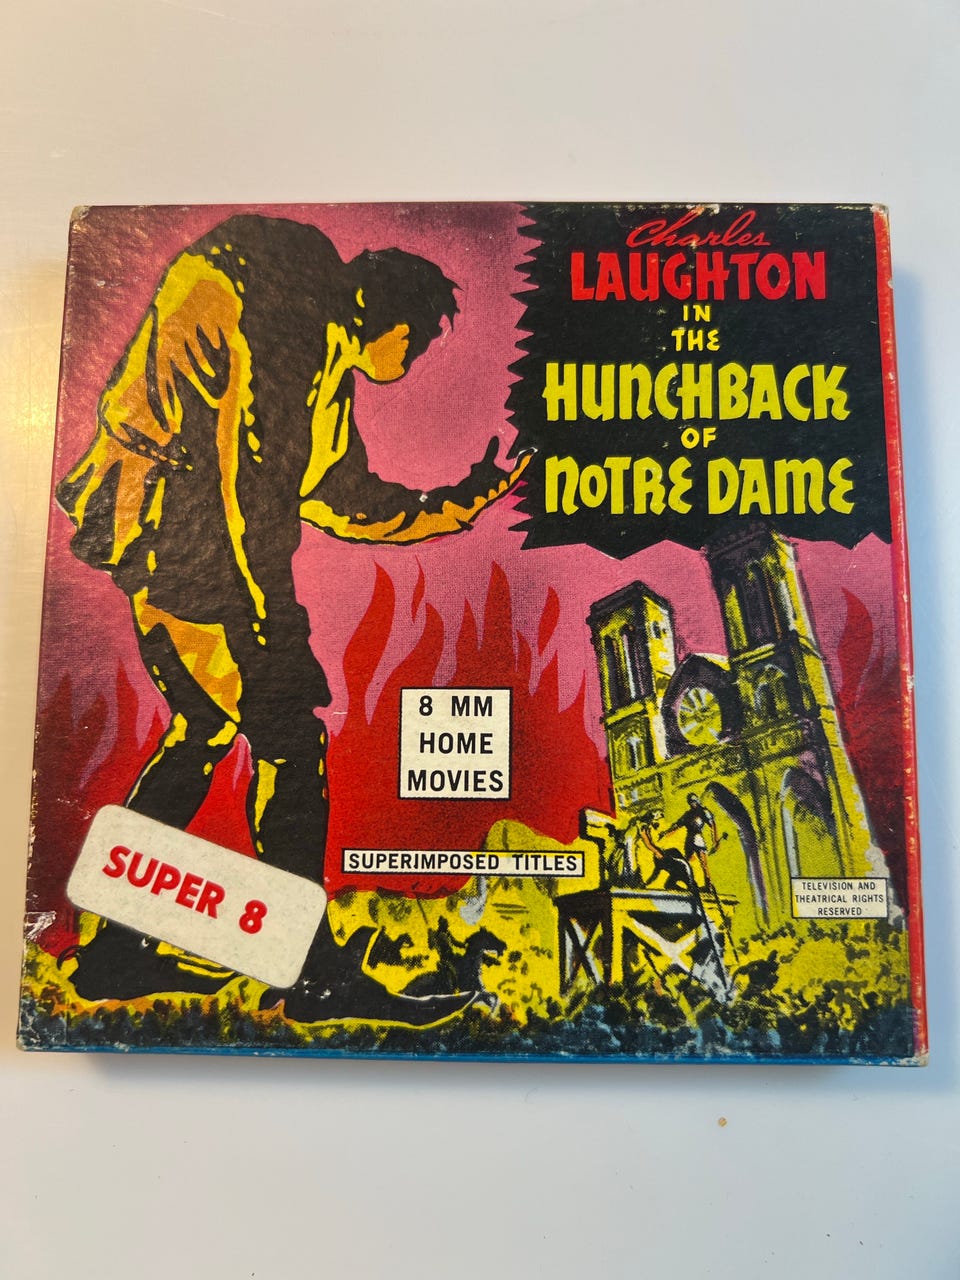 Charles
LAUGHTON
IN
THE
HUNCHBACK
OF
NOTRE DAME
8 MM
HOME
MOVIES
SUPERIMPOSED TITLES
SUPER 8
TELEVISION AND
THEATRICAL RIGHTS
RESERVED